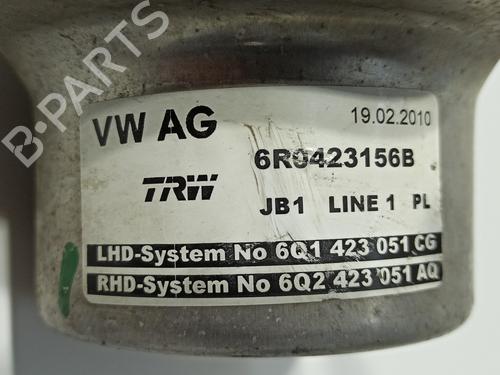 B-PARTS
VW AG
19.02.2010
6R0423156B
TRW
JB1 LINE 1 PL
LHD-System No 6Q1 423 051 CG
RHD-System No 6Q2 423 051 AQ